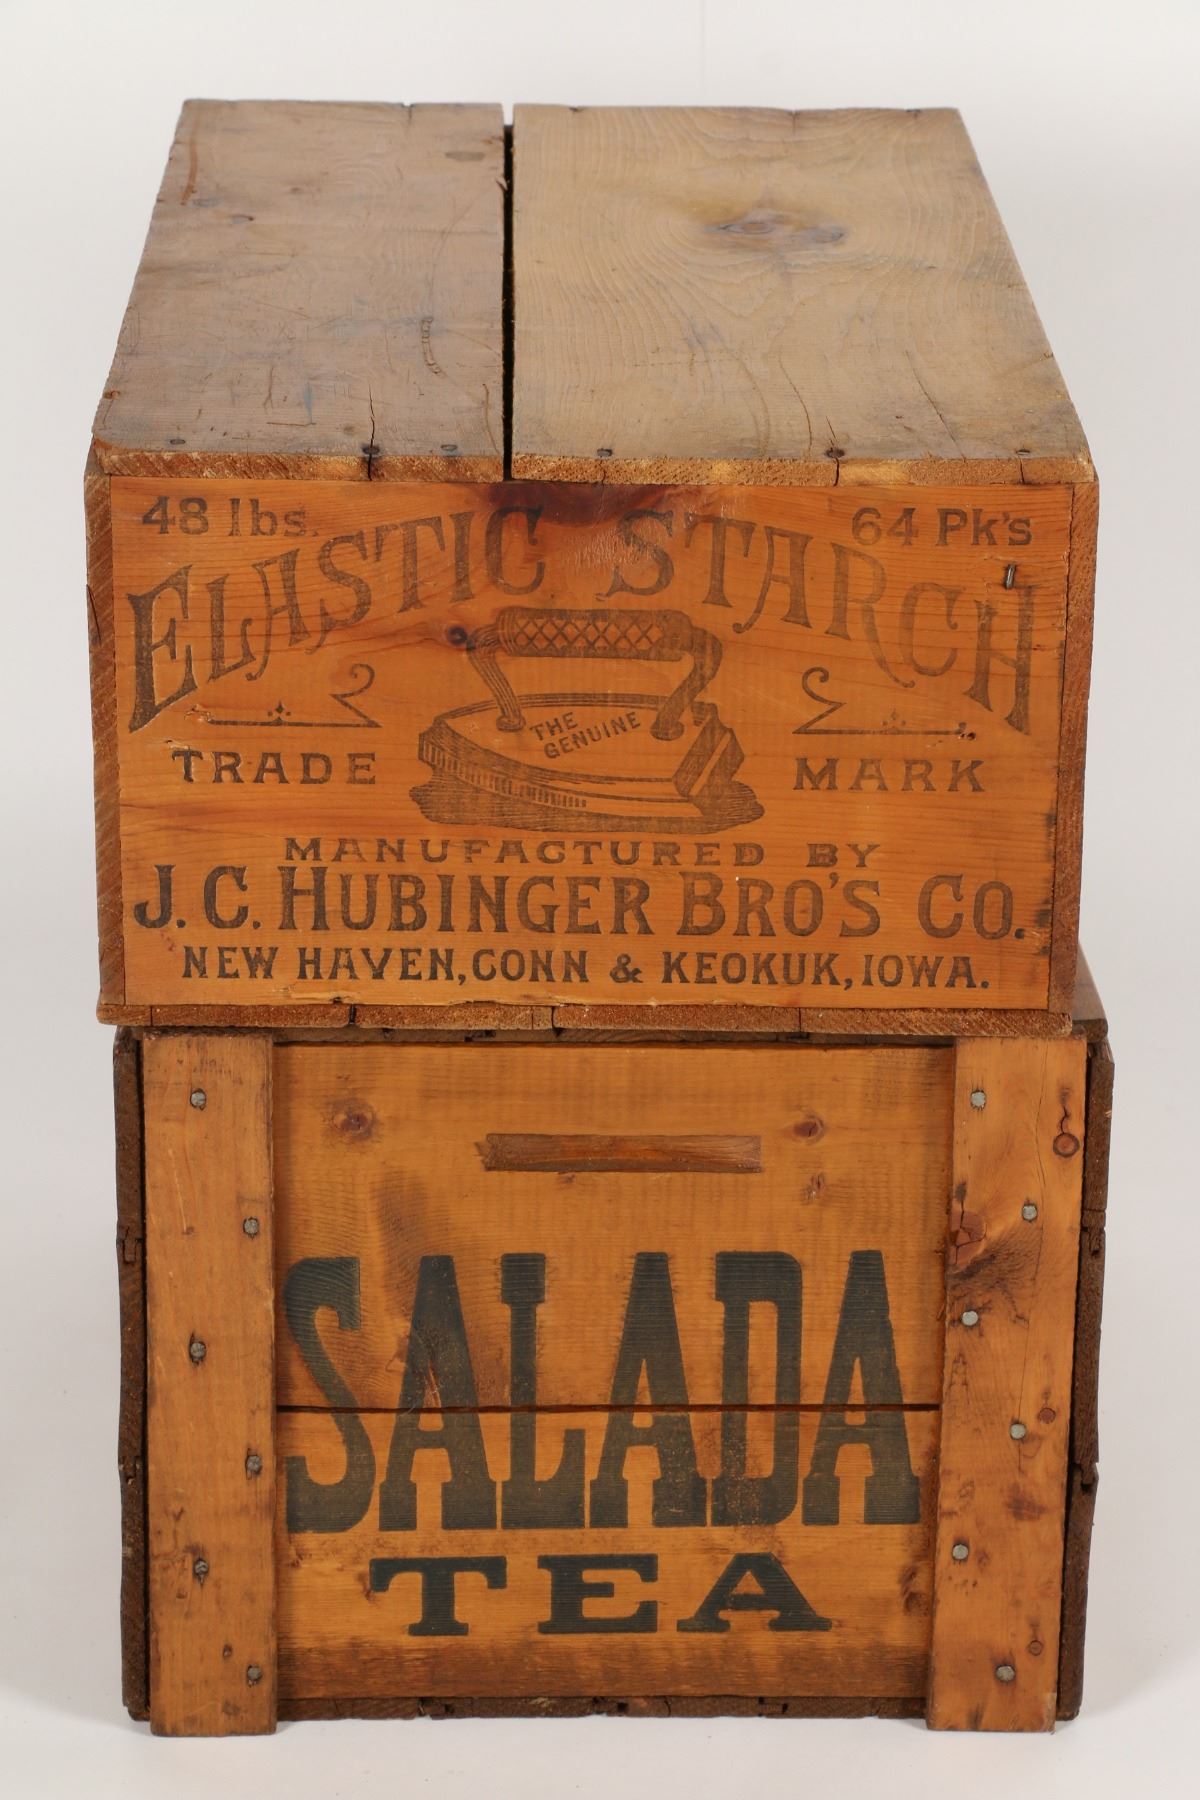 48 lbs. 64 Pk's
ELASTIC STARCH
THE
GENUINE
TRADE MARK
MANUFACTURED BY
J. C. HUBINGER BRO'S CO.
NEW HAVEN, CONN & KEOKUK, IOWA.
SALADA
TEA